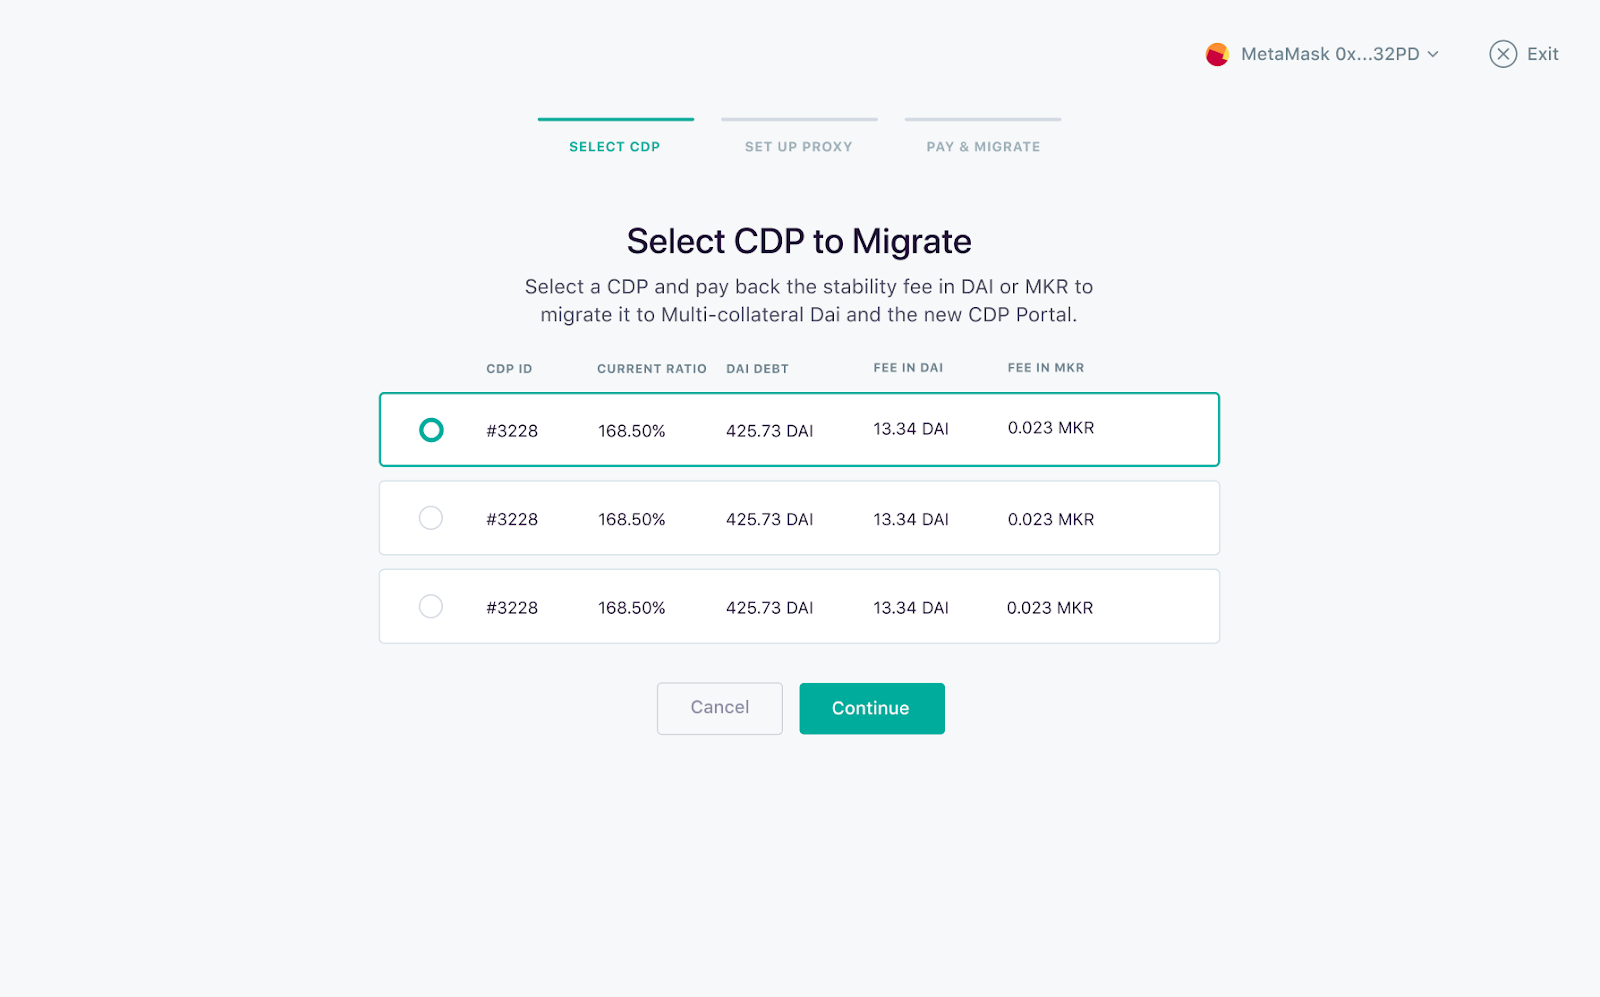 MetaMask 0x...32PD
Exit
SELECT CDP
SET UP PROXY
PAY & MIGRATE
Select CDP to Migrate
Select a CDP and pay back the stability fee in DAI or MKR to
migrate it to Multi-collateral Dai and the new CDP Portal.
CDP ID CURRENT RATIO DAI DEBT FEE IN DAI FEE IN MKR
#3228 168.50% 425.73 DAI 13.34 DAI 0.023 MKR
#3228 168.50% 425.73 DAI 13.34 DAI 0.023 MKR
#3228 168.50% 425.73 DAI 13.34 DAI 0.023 MKR
Cancel
Continue